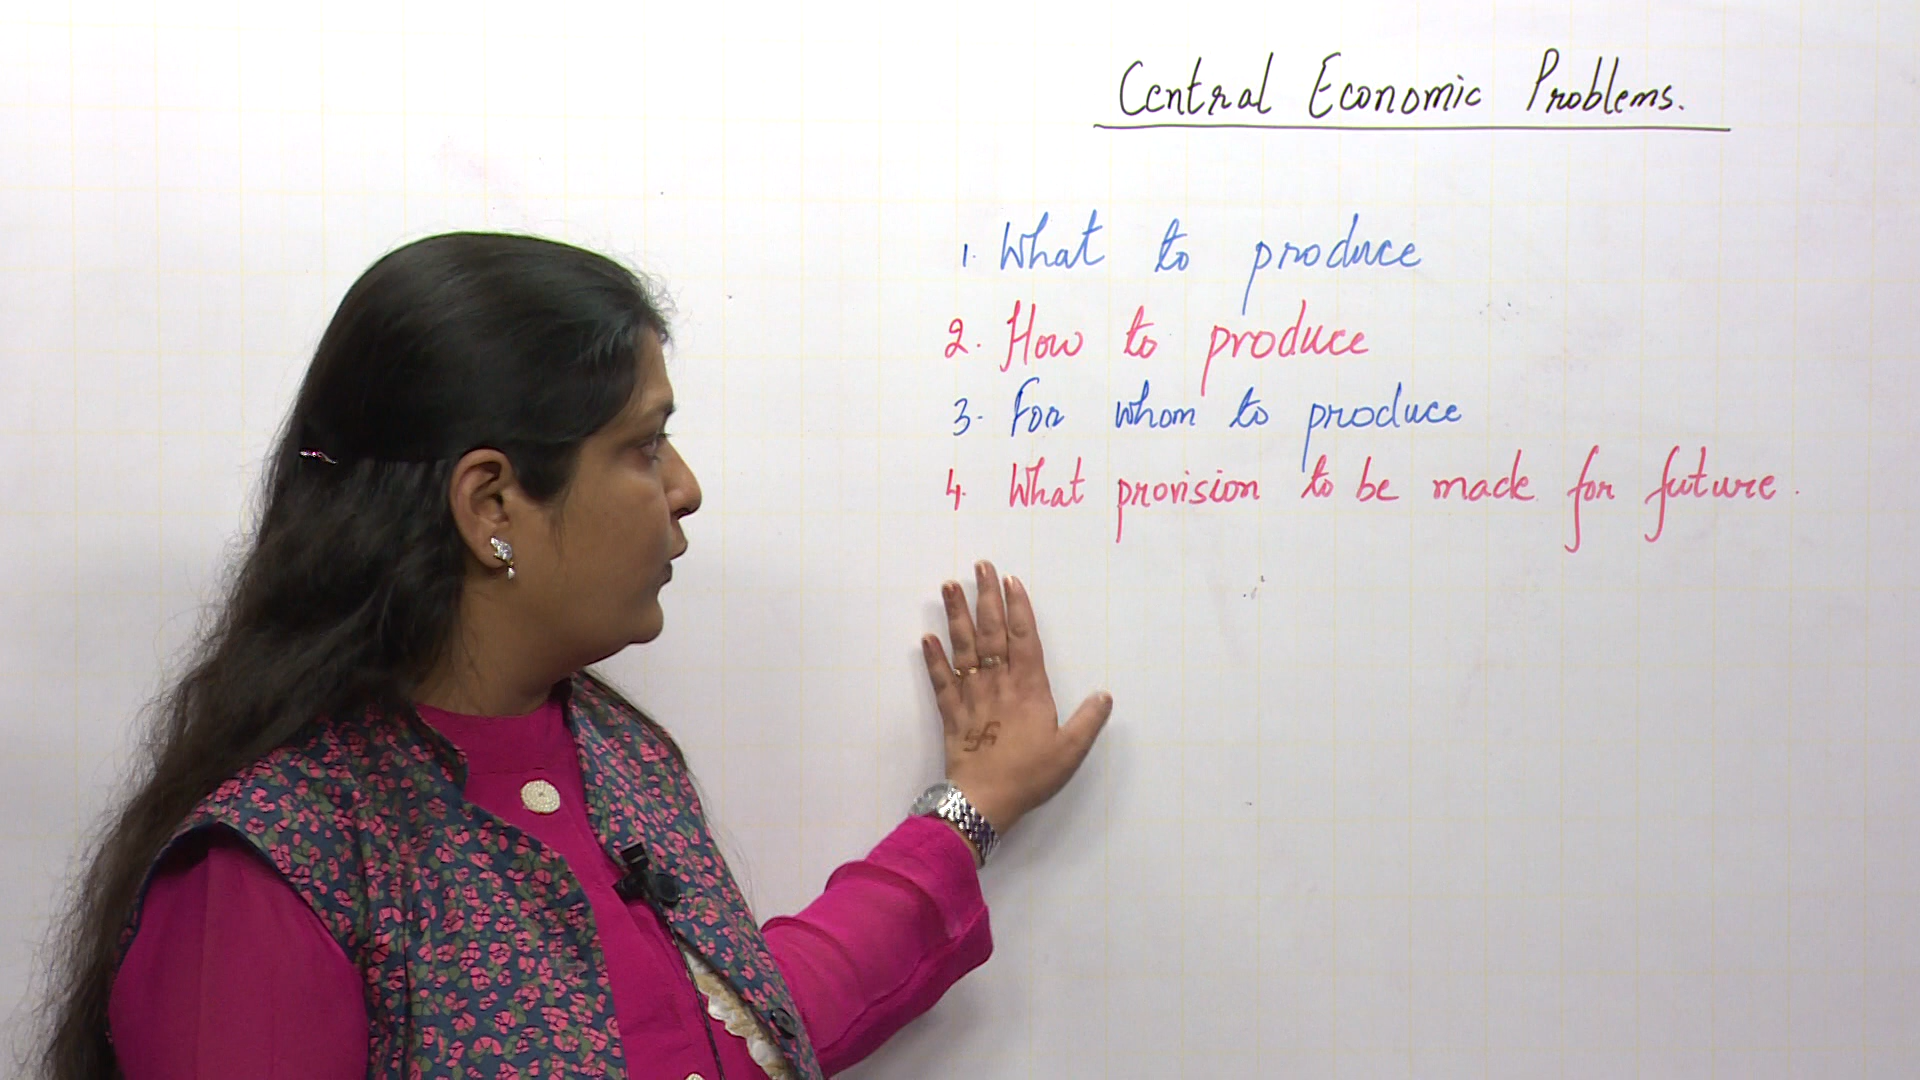 Central Economic Problems.
1. What to produce
2. How to produce
3- For whom to produce
4. What provision to be made for future.